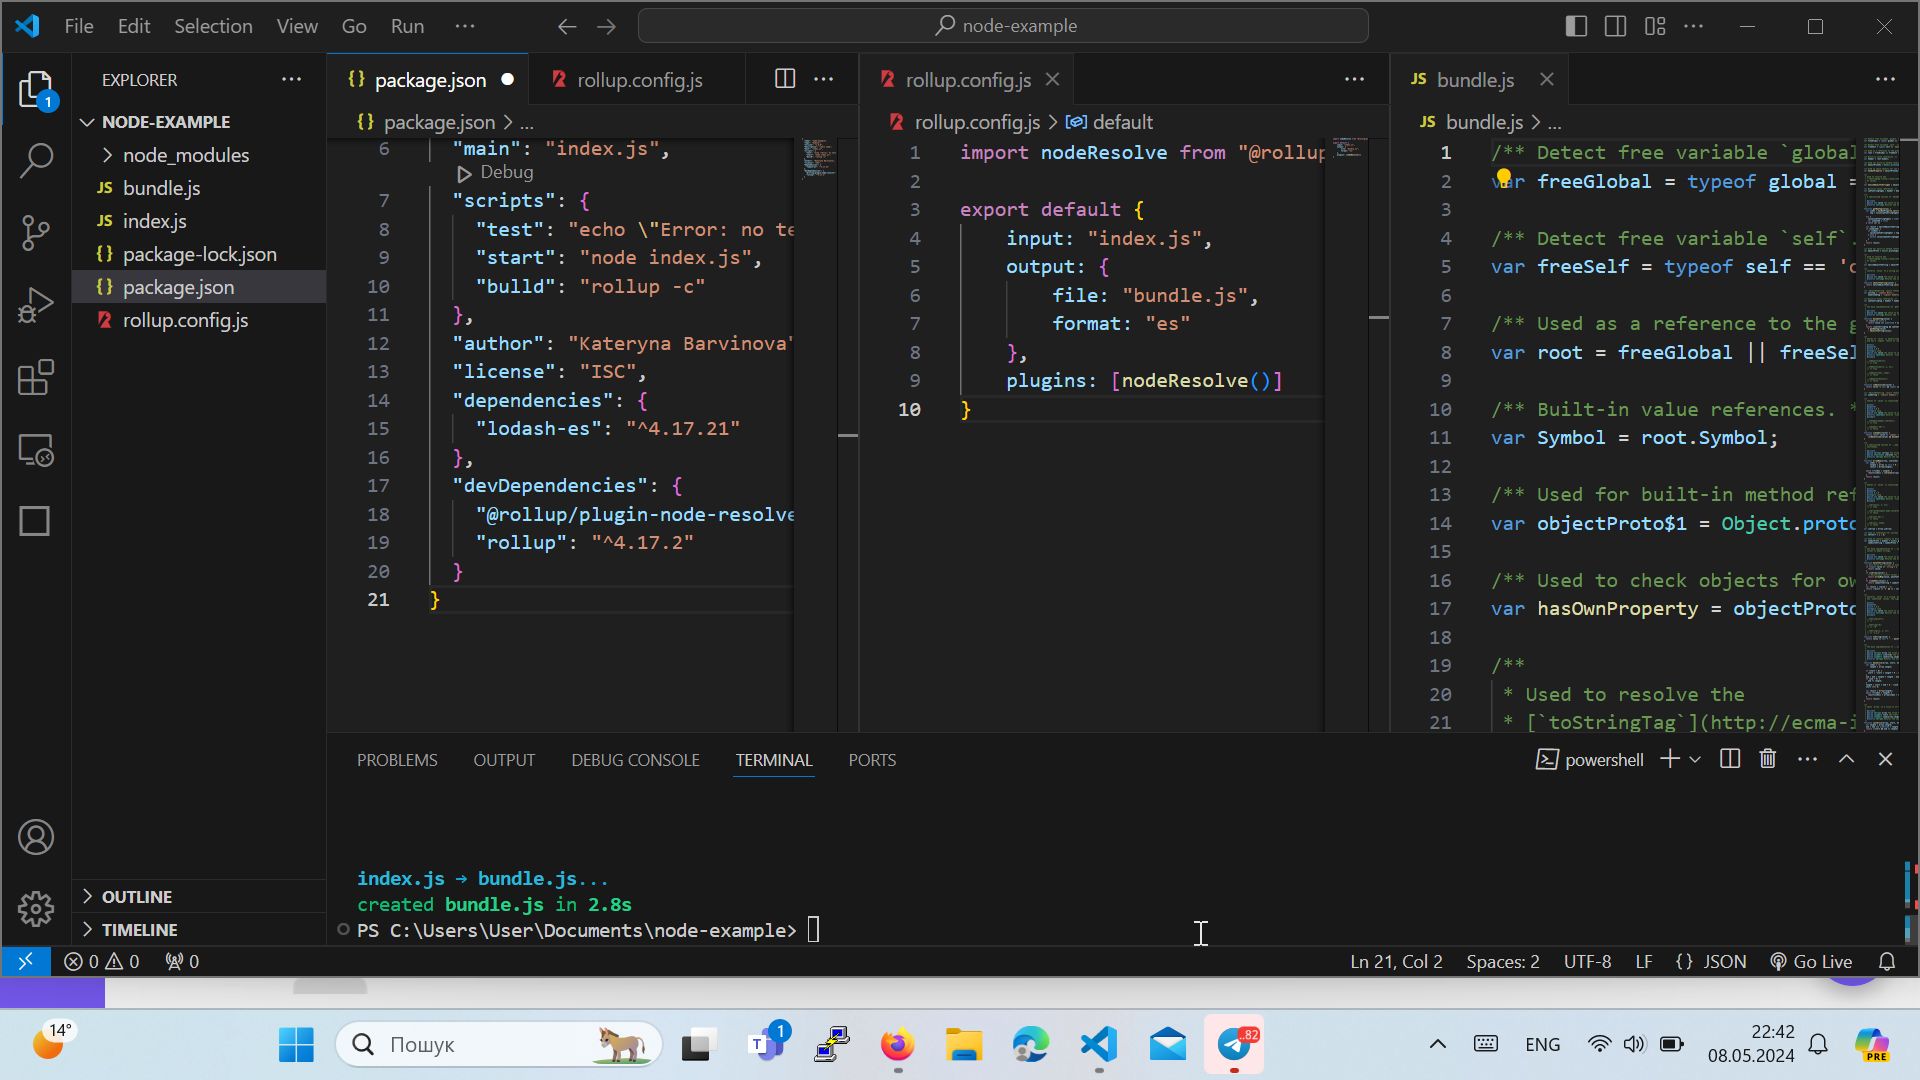 File Edit Selection View Go Run ...
node-example
EXPLORER
NODE-EXAMPLE
node_modules
JS bundle.js
JS index.js
{} package-lock.json
{} package.json
rollup.config.js
OUTLINE
TIMELINE
{} package.json
rollup.config.js
{} package.json > ...
6 "main": "index.js",
Debug
7 "scripts": {
8 "test": "echo \"Error: no te
9 "start": "node index.js",
10 "bulld": "rollup -c"
11 },
12 "author": "Kateryna Barvinova"
13 "license": "ISC",
14 "dependencies": {
15 "lodash-es": "^4.17.21"
16 },
17 "devDependencies": {
18 "@rollup/plugin-node-resolve
19 "rollup": "^4.17.2"
20 }
21 }
rollup.config.js
rollup.config.js > default
1 import nodeResolve from "@rollup
2
3 export default {
4 input: "index.js",
5 output: {
6 file: "bundle.js",
7 format: "es"
8 },
9 plugins: [nodeResolve()]
10 }
JS bundle.js
JS bundle.js > ...
1 /** Detect free variable `global
2 var freeGlobal = typeof global =
3
4 /** Detect free variable `self`.
5 var freeSelf = typeof self == 'o
6
7 /** Used as a reference to the g
8 var root = freeGlobal || freeSel
9
10 /** Built-in value references. *
11 var Symbol = root.Symbol;
12
13 /** Used for built-in method ref
14 var objectProto$1 = Object.proto
15
16 /** Used to check objects for ow
17 var hasOwnProperty = objectProto
18
19 /**
20 * Used to resolve the
21 * [`toStringTag`](http://ecma-i
PROBLEMS OUTPUT DEBUG CONSOLE TERMINAL PORTS
powershell
index.js → bundle.js...
created bundle.js in 2.8s
PS C:\Users\User\Documents\node-example>
0 0 0
Ln 21, Col 2 Spaces: 2 UTF-8 LF {} JSON Go Live
14°
Пошук
1
..82
ENG
22:42
08.05.2024
PRE